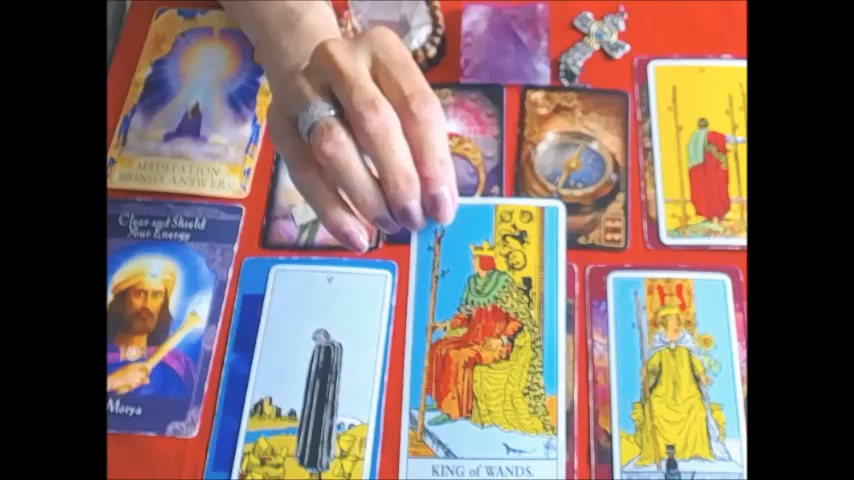 MEDITATION
BRINGS ANSWERS
Clear and Shield
Your Energy
Morya
V
KING of WANDS.